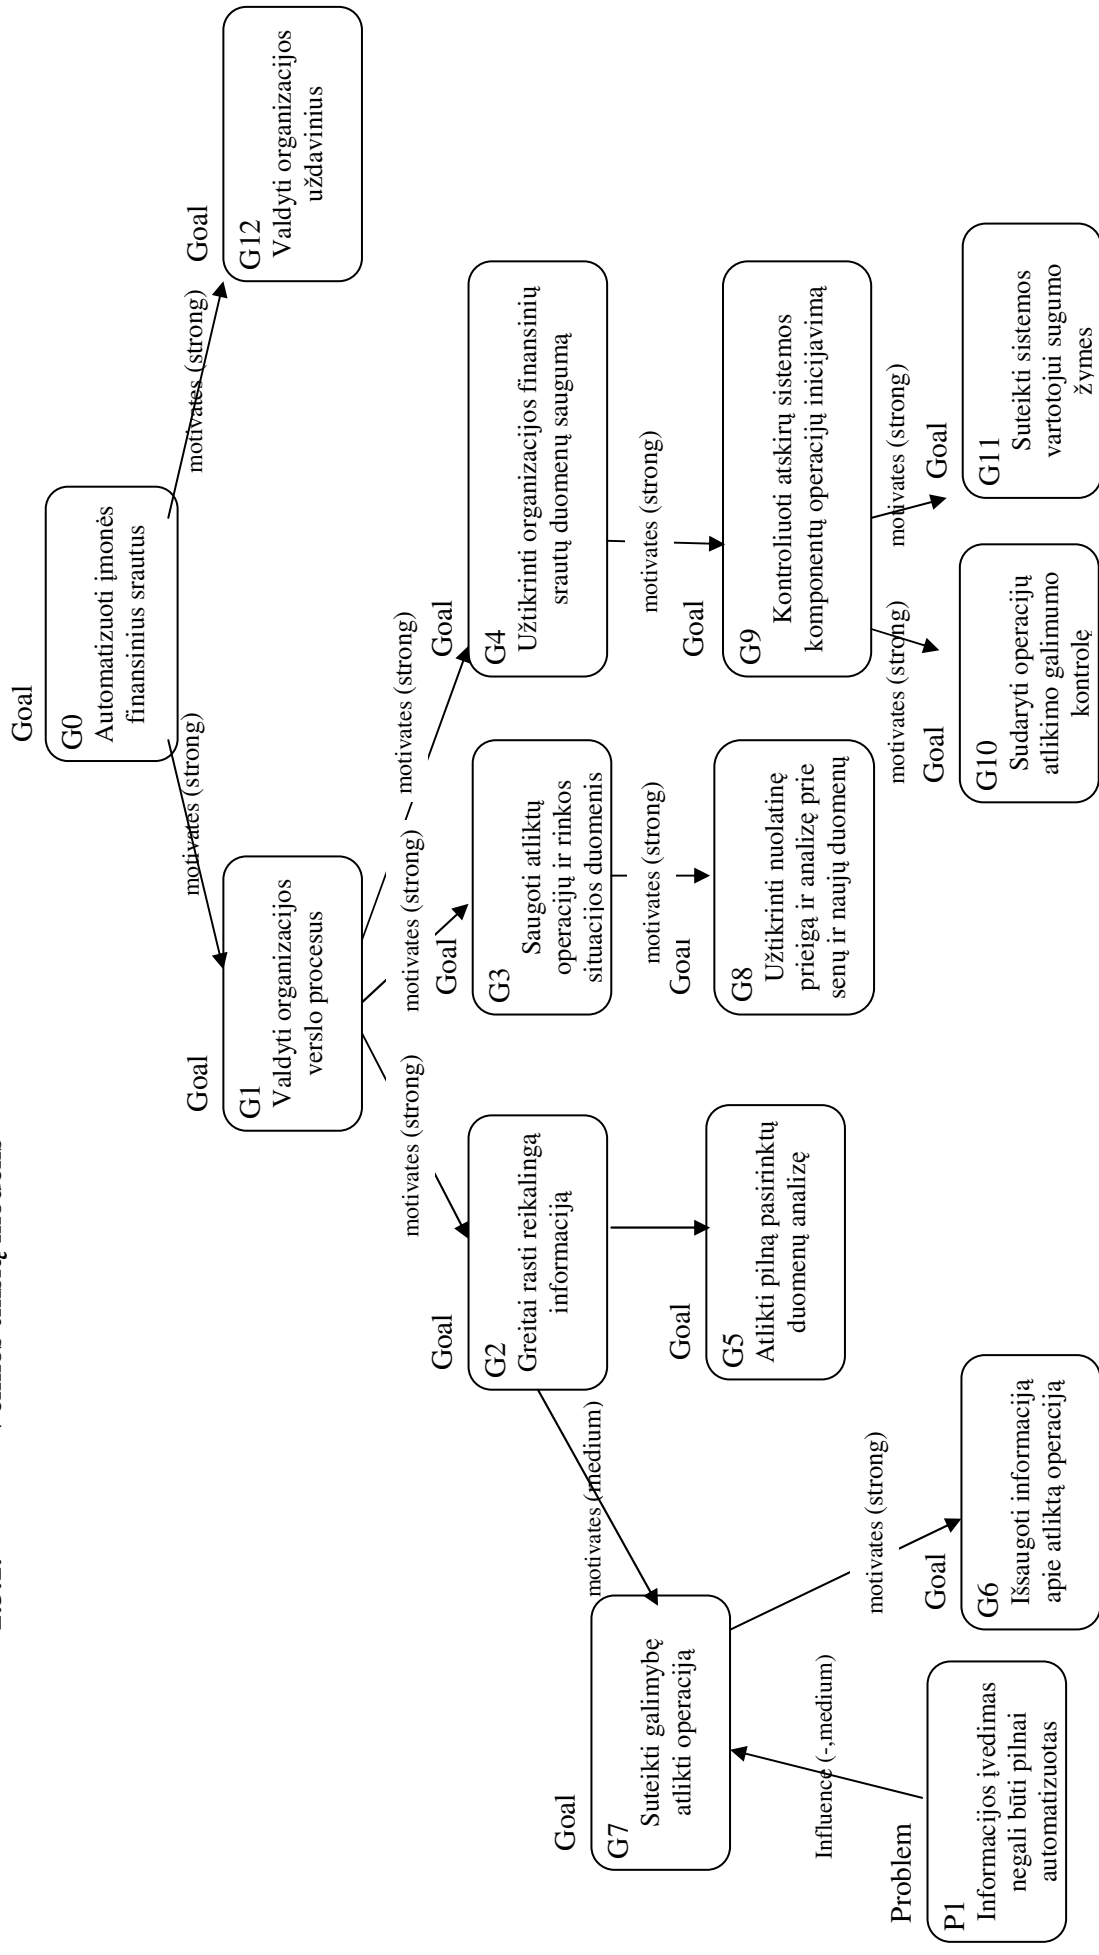 Goal
G0
Automatizuoti įmonės
finansinius srautus
motivates (strong)
motivates (strong)
Goal
G1
Valdyti organizacijos
verslo procesus
Goal
G12
Valdyti organizacijos
uždavinius
motivates (strong)
motivates (strong)
motivates (strong)
Goal
G2
Greitai rasti reikalingą
informaciją
Goal
G3
Saugoti atliktų
operacijų ir rinkos
situacijos duomenis
Goal
G4
Užtikrinti organizacijos finansinių
srautų duomenų saugumą
motivates (medium)
motivates (strong)
motivates (strong)
Goal
G7
Suteikti galimybę
atlikti operaciją
Goal
G5
Atlikti pilną pasirinktų
duomenų analizę
Goal
G8
Užtikrinti nuolatinę
prieigą ir analizę prie
senų ir naujų duomenų
Goal
G9
Kontroliuoti atskirų sistemos
komponentų operacijų inicijavimą
Influence (-,medium)
motivates (strong)
motivates (strong)
motivates (strong)
Problem
P1
Informacijos įvedimas
negali būti pilnai
automatizuotas
Goal
G6
Išsaugoti informaciją
apie atliktą operaciją
Goal
G10
Sudaryti operacijų
atlikimo galimumo
kontrolę
Goal
G11
Suteikti sistemos
vartotojui sugumo
žymes